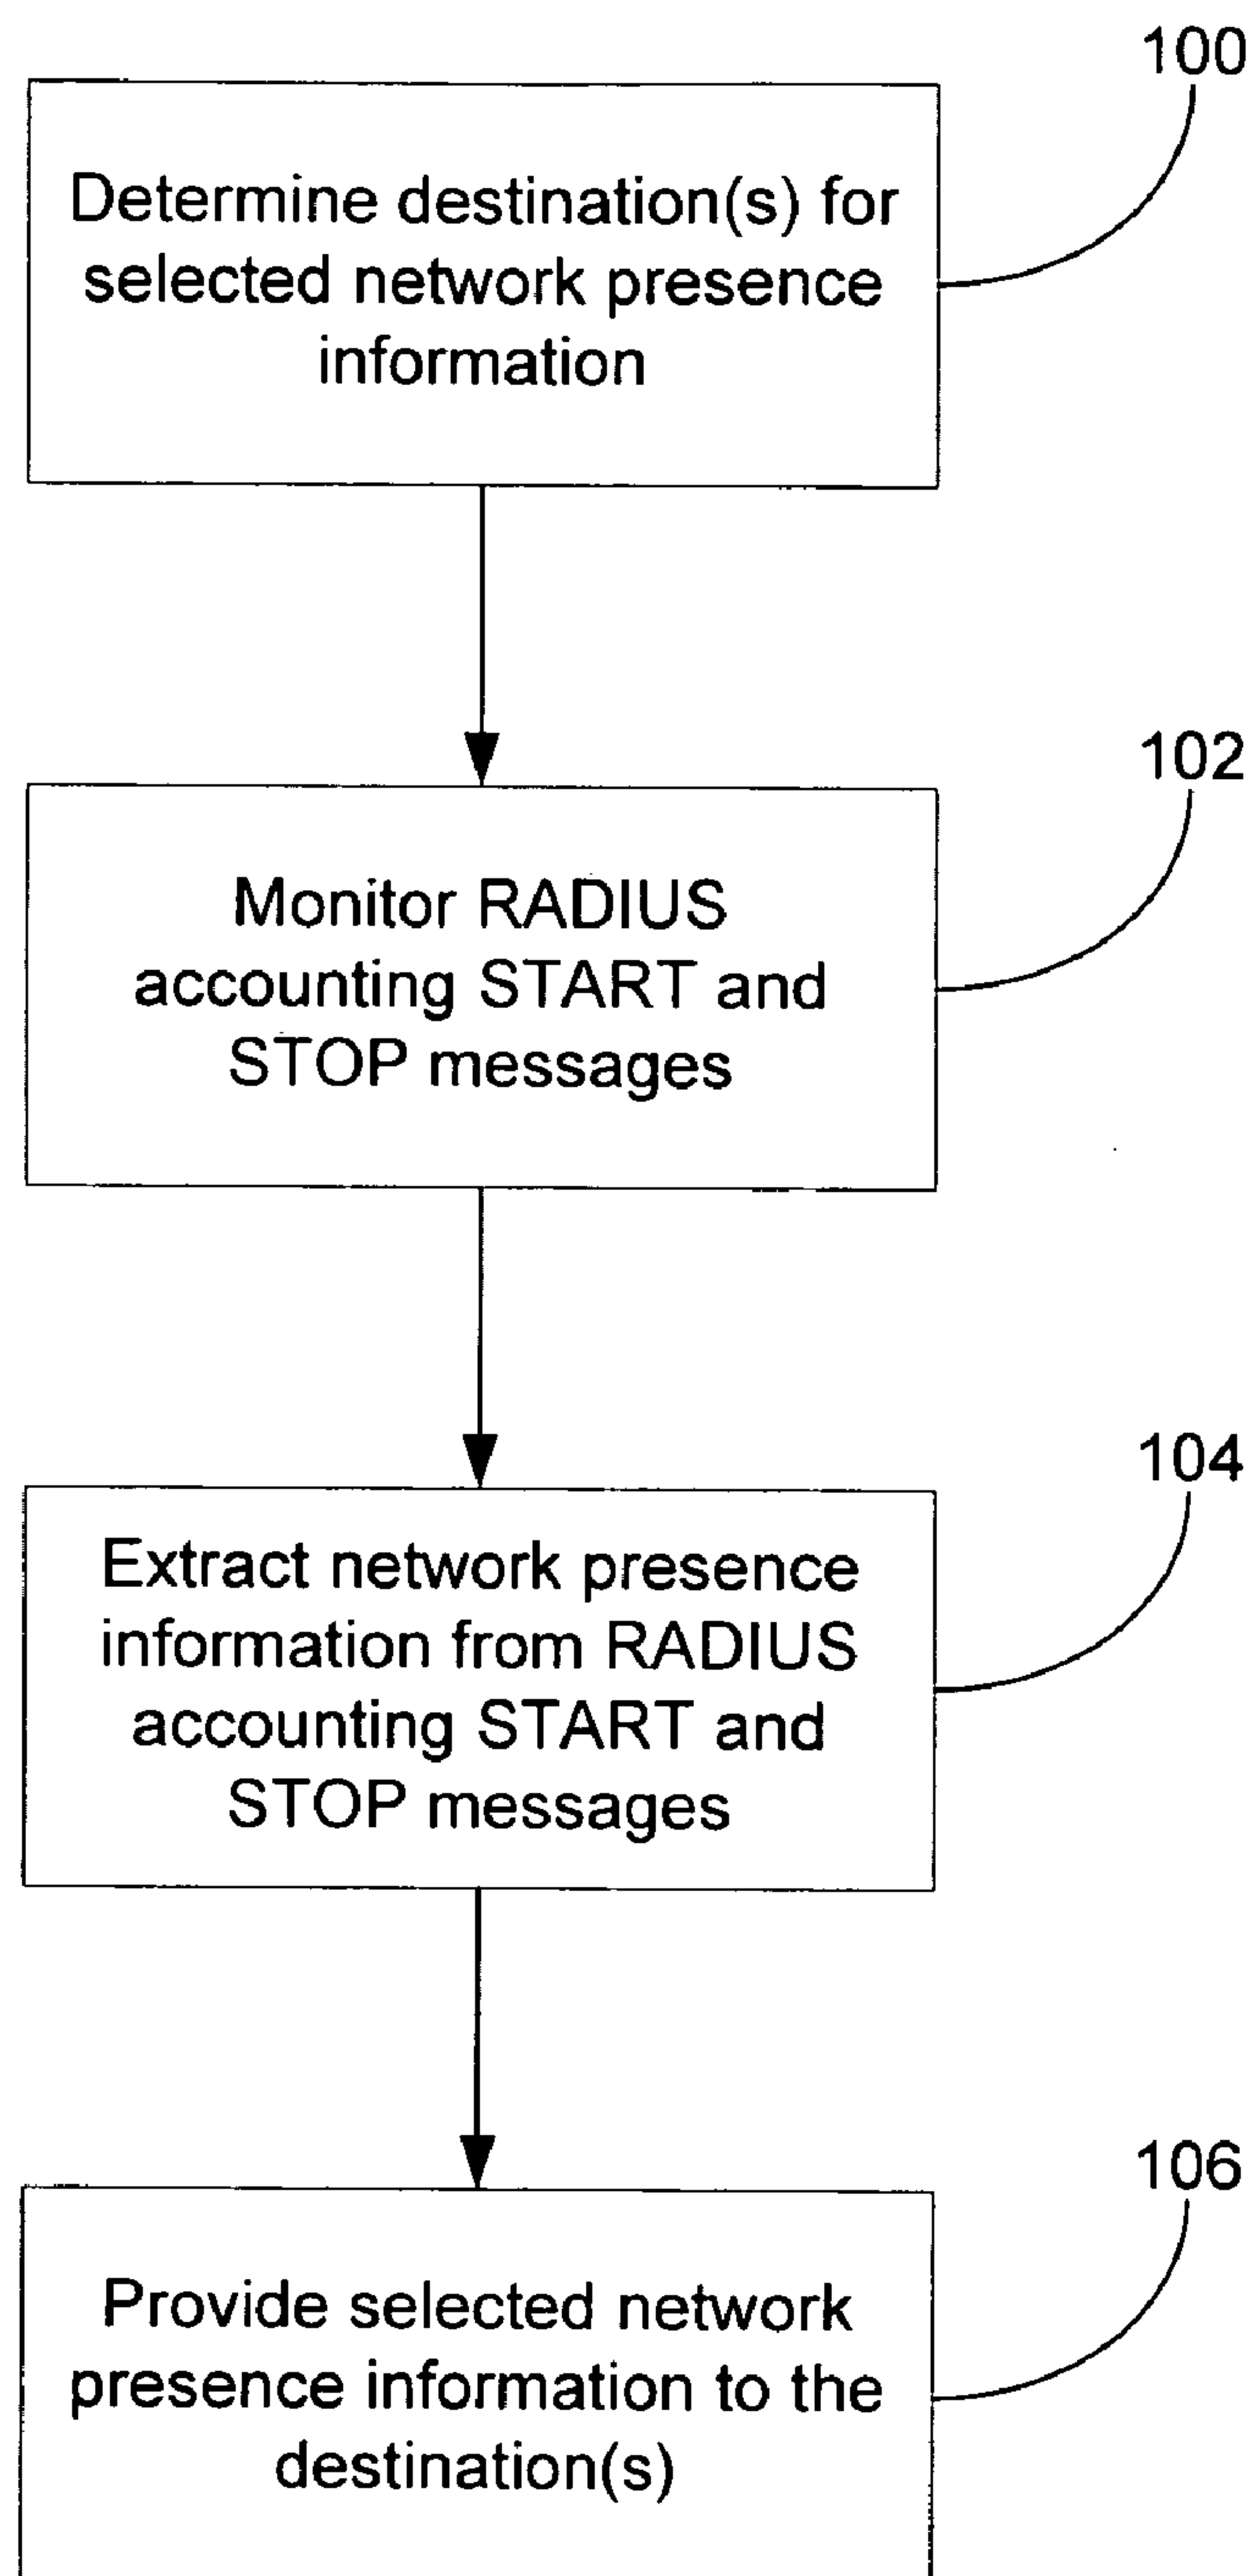 100
Determine destination(s) for
selected network presence
information
102
Monitor RADIUS
accounting START and
STOP messages
104
Extract network presence
information from RADIUS
accounting START and
STOP messages
106
Provide selected network
presence information to the
destination(s)